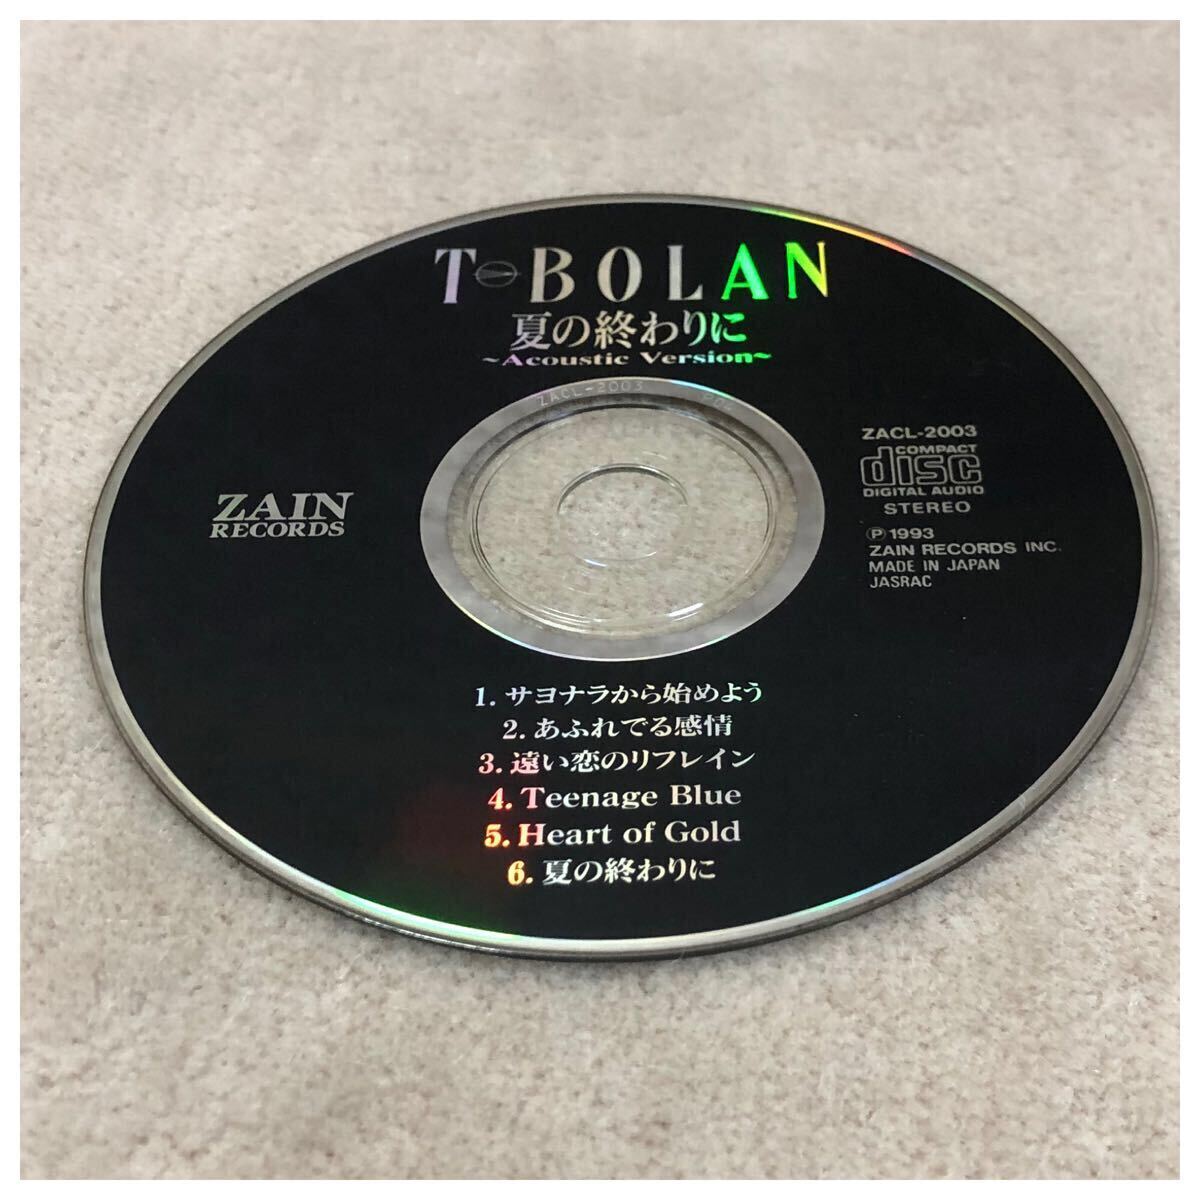 T-BOLAN
夏の終わりに
~Acoustic Version~
ZACL-2003
ZAIN
RECORDS
ZACL-2003
COMPACT
disc
DIGITAL AUDIO
STEREO
Ⓟ 1993
ZAIN RECORDS INC.
MADE IN JAPAN
JASRAC
1. サヨナラから始めよう
2. あふれでる感情
3. 遠い恋のリフレイン
4. Teenage Blue
5. Heart of Gold
6. 夏の終わりに